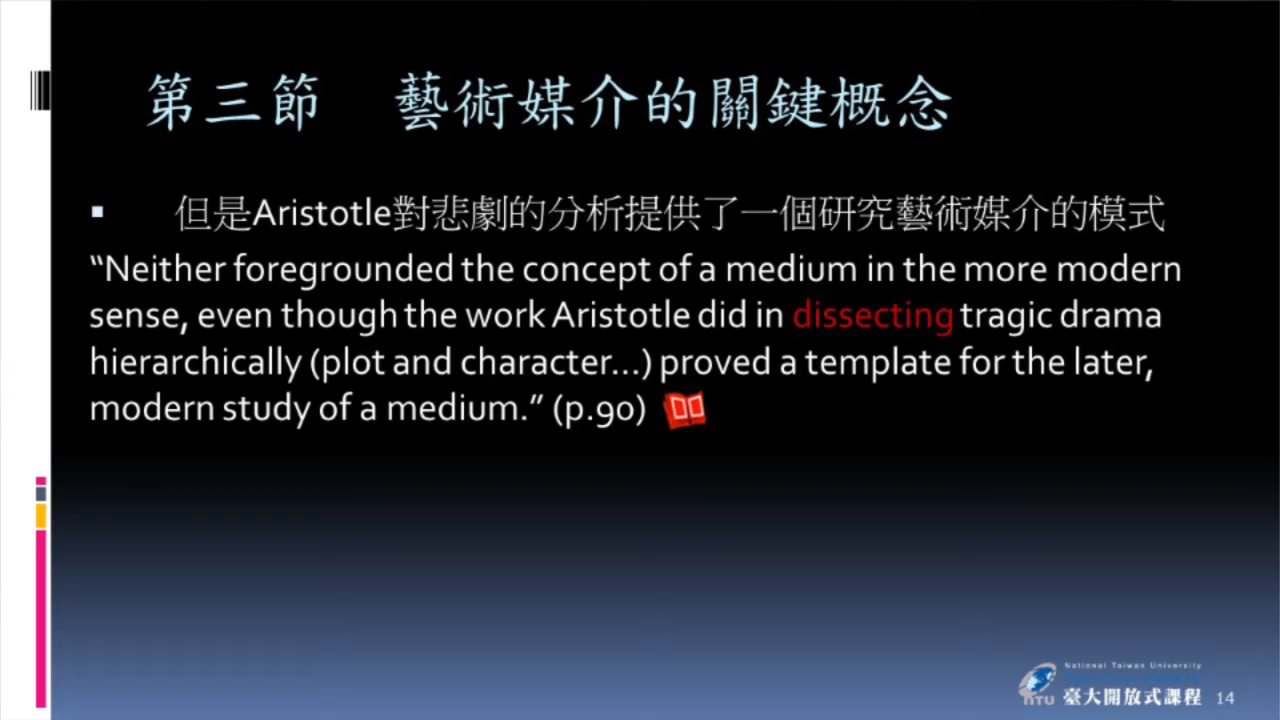 第三節　藝術媒介的關鍵概念
但是Aristotle對悲劇的分析提供了一個研究藝術媒介的模式
“Neither foregrounded the concept of a medium in the more modern
sense, even though the work Aristotle did in dissecting tragic drama
hierarchically (plot and character…) proved a template for the later,
modern study of a medium.” (p.90)
National Taiwan University
NTU 臺大開放式課程 14